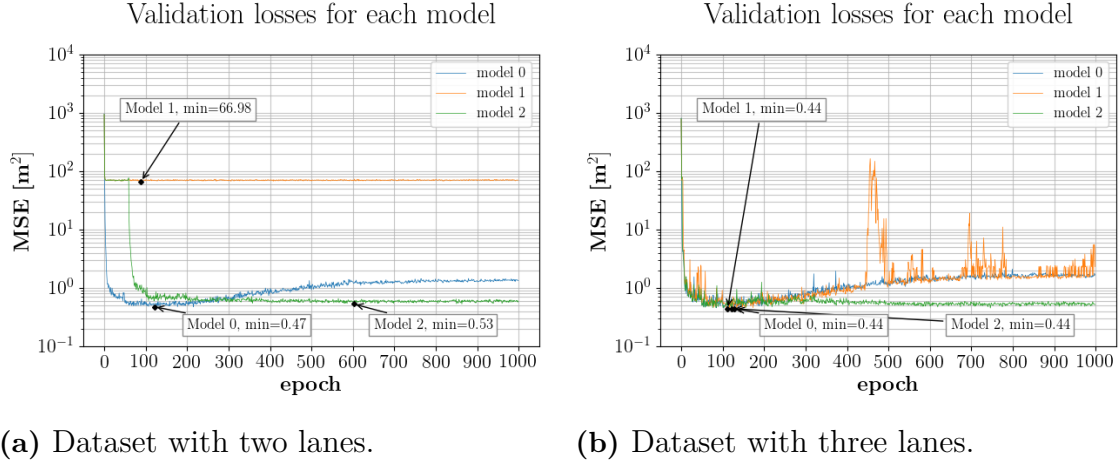 Validation losses for each model
10^4
10^3
10^2
10^1
10^0
10^-1
MSE [m^2]
model 0
model 1
model 2
Model 1, min=66.98
Model 0, min=0.47
Model 2, min=0.53
0 100 200 300 400 500 600 700 800 900 1000
epoch
(a) Dataset with two lanes.
Validation losses for each model
10^4
10^3
10^2
10^1
10^0
10^-1
MSE [m^2]
model 0
model 1
model 2
Model 1, min=0.44
Model 0, min=0.44
Model 2, min=0.44
0 100 200 300 400 500 600 700 800 900 1000
epoch
(b) Dataset with three lanes.